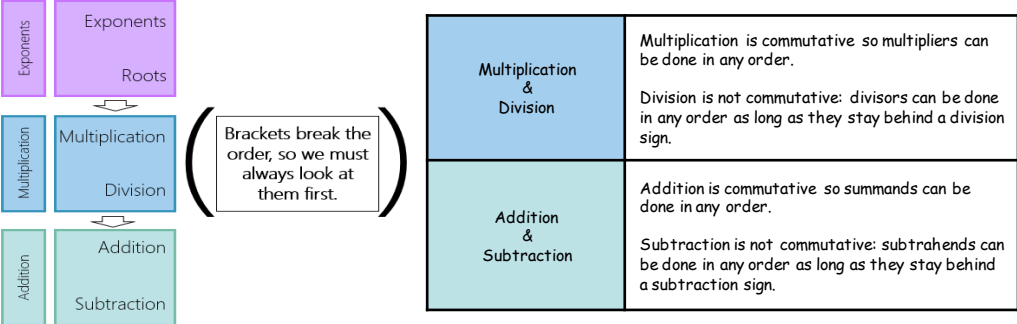 Exponents
Exponents
Roots
Multiplication
Multiplication
Division
Addition
Addition
Subtraction
Brackets break the
order, so we must
always look at
them first.
Multiplication
&
Division
Multiplication is commutative so multipliers can
be done in any order.
Division is not commutative: divisors can be done
in any order as long as they stay behind a division
sign.
Addition
&
Subtraction
Addition is commutative so summands can be
done in any order.
Subtraction is not commutative: subtrahends can
be done in any order as long as they stay behind
a subtraction sign.